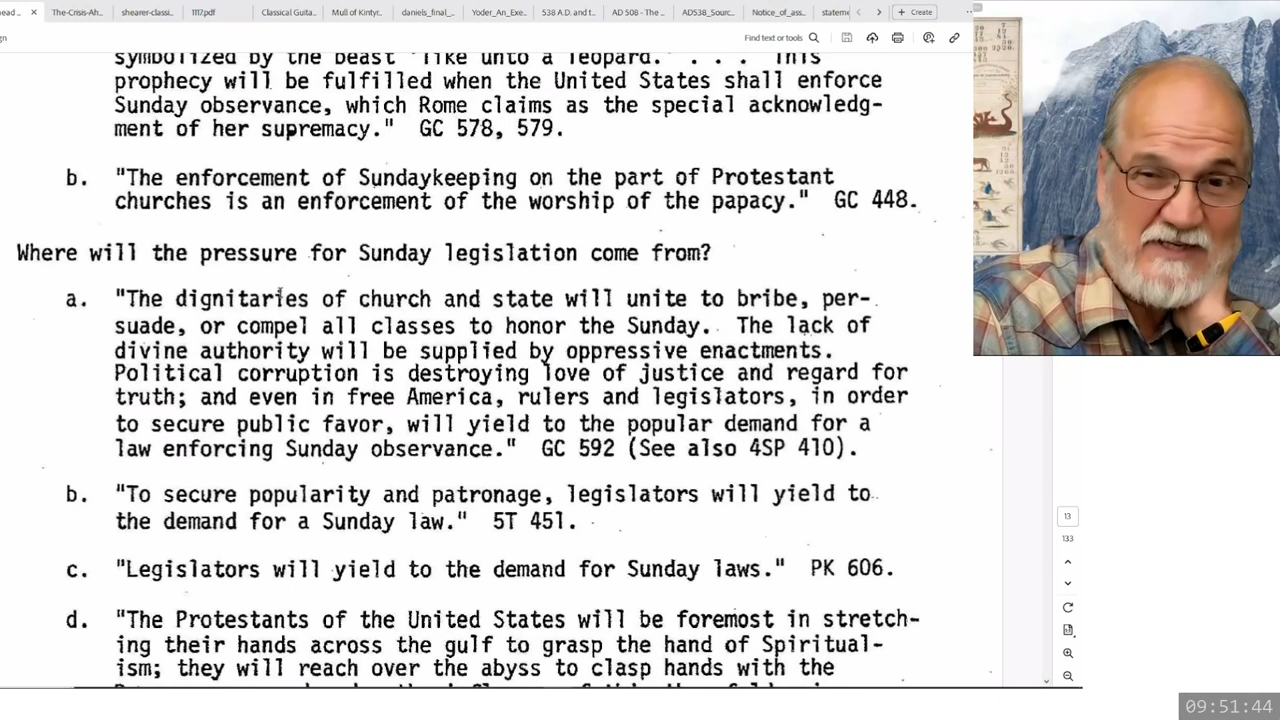 ead ...
The-Crisis-Ah...
shearer-classi...
1117.pdf
Classical Guita...
Mull of Kintyr...
daniels_final_...
Yoder_An_Exe...
538 A.D. and t...
AD 508 - The ...
AD538_Sourc...
Notice_of_ass...
stateme
+ Create
gn
Find text or tools
symbolized by the beast 'like unto a leopard. . . . This
prophecy will be fulfilled when the United States shall enforce
Sunday observance, which Rome claims as the special acknowledg-
ment of her supremacy." GC 578, 579.
b. "The enforcement of Sundaykeeping on the part of Protestant
churches is an enforcement of the worship of the papacy." GC 448.
Where will the pressure for Sunday legislation come from?
a. "The dignitaries of church and state will unite to bribe, per-
suade, or compel all classes to honor the Sunday. The lack of
divine authority will be supplied by oppressive enactments.
Political corruption is destroying love of justice and regard for
truth; and even in free America, rulers and legislators, in order
to secure public favor, will yield to the popular demand for a
law enforcing Sunday observance." GC 592 (See also 4SP 410).
b. "To secure popularity and patronage, legislators will yield to
the demand for a Sunday law." 5T 451.
c. "Legislators will yield to the demand for Sunday laws." PK 606.
d. "The Protestants of the United States will be foremost in stretch-
ing their hands across the gulf to grasp the hand of Spiritual-
ism; they will reach over the abyss to clasp hands with the
13
133
09:51:44